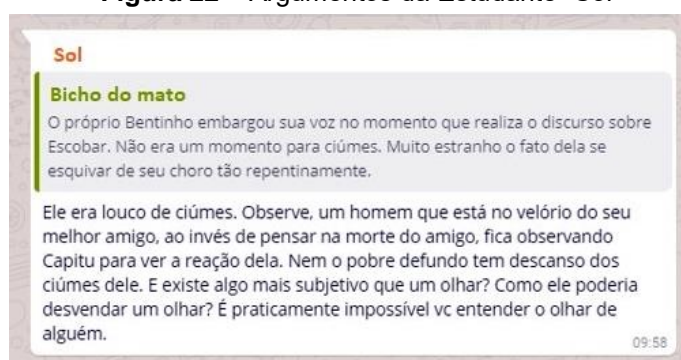 Figura 22 – Argumentos da Estudante "Sol"
Sol
Bicho do mato
O próprio Bentinho embargou sua voz no momento que realiza o discurso sobre
Escobar. Não era um momento para ciúmes. Muito estranho o fato dela se
esquivar de seu choro tão repentinamente.
Ele era louco de ciúmes. Observe, um homem que está no velório do seu
melhor amigo, ao invés de pensar na morte do amigo, fica observando
Capitu para ver a reação dela. Nem o pobre defundo tem descanso dos
ciúmes dele. E existe algo mais subjetivo que um olhar? Como ele poderia
desvendar um olhar? É praticamente impossível vc entender o olhar de
alguém.
09:58